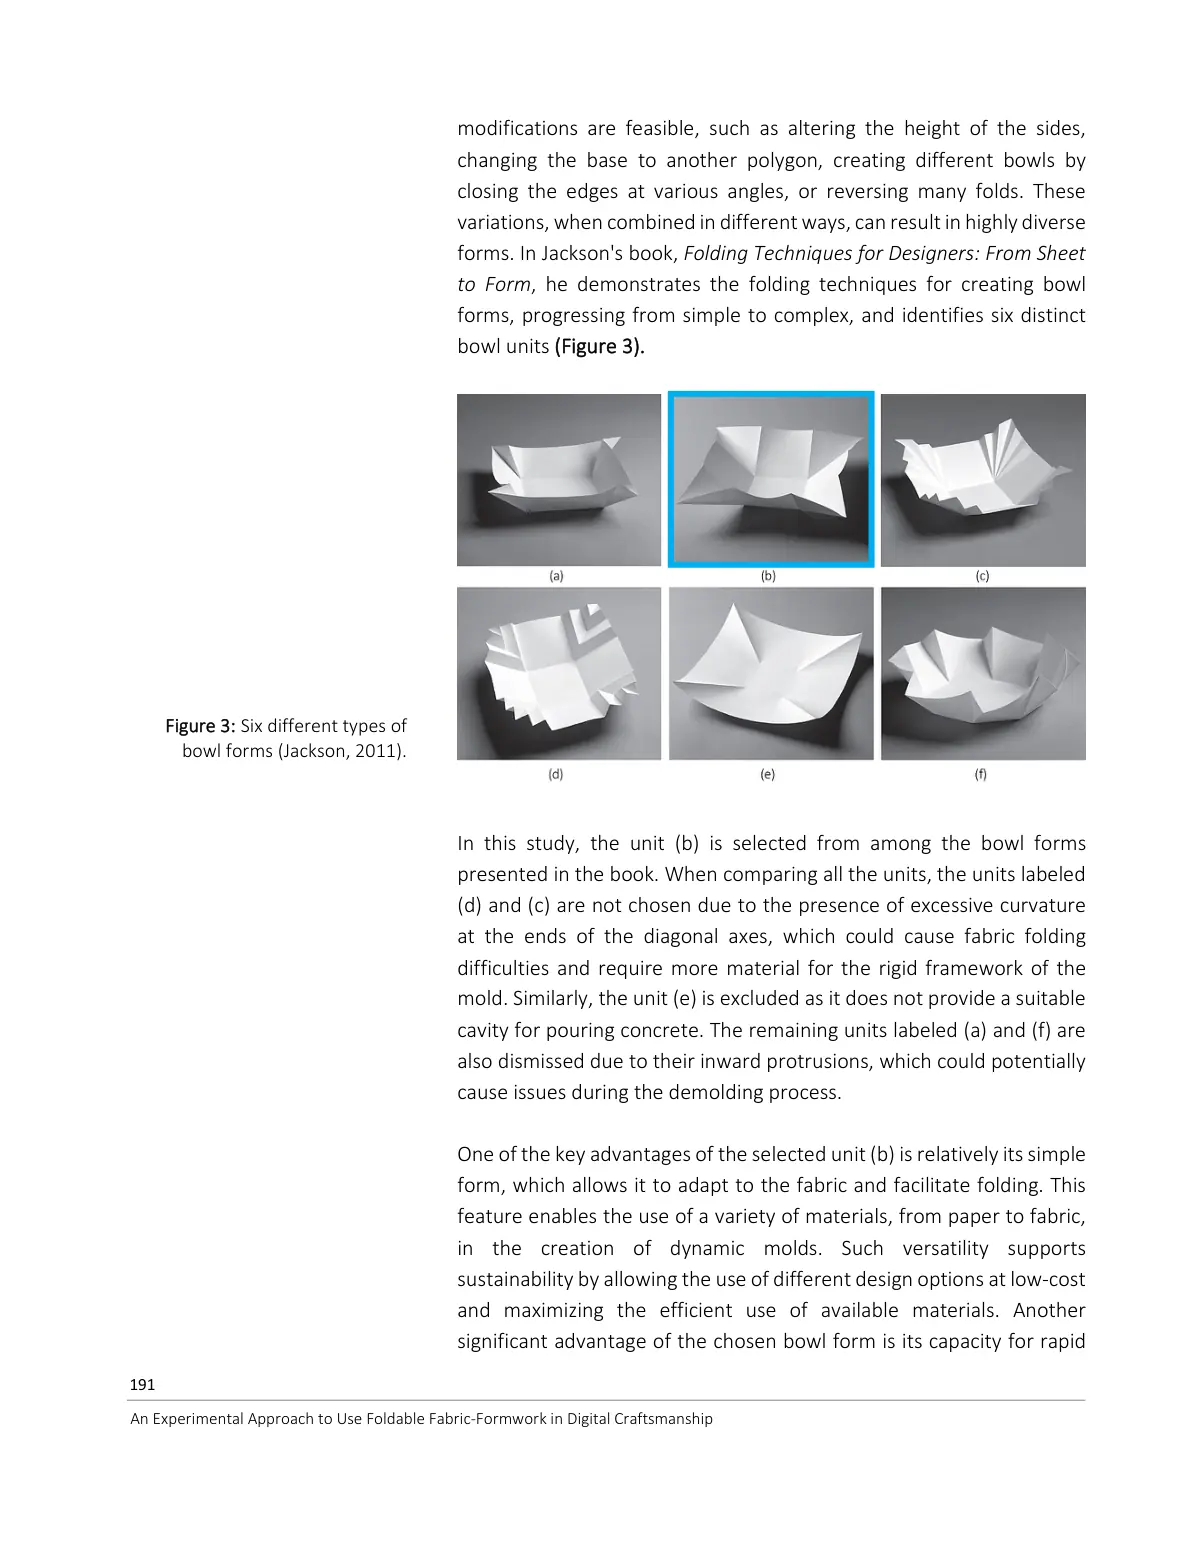 modifications are feasible, such as altering the height of the sides,
changing the base to another polygon, creating different bowls by
closing the edges at various angles, or reversing many folds. These
variations, when combined in different ways, can result in highly diverse
forms. In Jackson's book, Folding Techniques for Designers: From Sheet
to Form, he demonstrates the folding techniques for creating bowl
forms, progressing from simple to complex, and identifies six distinct
bowl units (Figure 3).
(a)
(b)
(c)
(d)
(e)
(f)
Figure 3: Six different types of
bowl forms (Jackson, 2011).
In this study, the unit (b) is selected from among the bowl forms
presented in the book. When comparing all the units, the units labeled
(d) and (c) are not chosen due to the presence of excessive curvature
at the ends of the diagonal axes, which could cause fabric folding
difficulties and require more material for the rigid framework of the
mold. Similarly, the unit (e) is excluded as it does not provide a suitable
cavity for pouring concrete. The remaining units labeled (a) and (f) are
also dismissed due to their inward protrusions, which could potentially
cause issues during the demolding process.
One of the key advantages of the selected unit (b) is relatively its simple
form, which allows it to adapt to the fabric and facilitate folding. This
feature enables the use of a variety of materials, from paper to fabric,
in the creation of dynamic molds. Such versatility supports
sustainability by allowing the use of different design options at low-cost
and maximizing the efficient use of available materials. Another
significant advantage of the chosen bowl form is its capacity for rapid
191
An Experimental Approach to Use Foldable Fabric-Formwork in Digital Craftsmanship